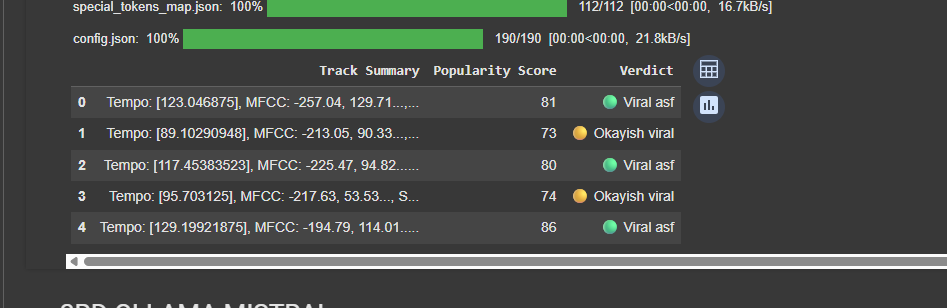 special_tokens_map.json: 100% 112/112 [00:00<00:00, 16.7kB/s]
config.json: 100% 190/190 [00:00<00:00, 21.8kB/s]
Track Summary Popularity Score Verdict
0 Tempo: [123.046875], MFCC: -257.04, 129.71...,... 81 Viral asf
1 Tempo: [89.10290948], MFCC: -213.05, 90.33...,... 73 Okayish viral
2 Tempo: [117.45383523], MFCC: -225.47, 94.82...... 80 Viral asf
3 Tempo: [95.703125], MFCC: -217.63, 53.53..., S... 74 Okayish viral
4 Tempo: [129.19921875], MFCC: -194.79, 114.01..... 86 Viral asf